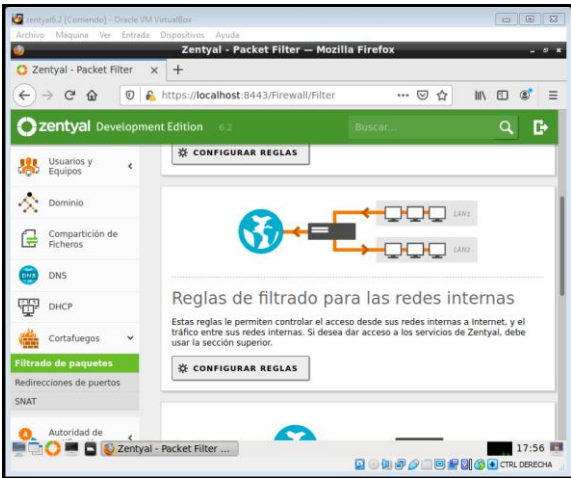 zentyal6.2 [Corriendo] - Oracle VM VirtualBox
Archivo Máquina Ver Entrada Dispositivos Ayuda
Zentyal - Packet Filter — Mozilla Firefox
Zentyal - Packet Filter
https://localhost:8443/Firewall/Filter
zentyal Development Edition 6.2
Buscar...
Usuarios y
Equipos
Dominio
Compartición de
Ficheros
DNS
DNS
DHCP
Cortafuegos
Filtrado de paquetes
Redirecciones de puertos
SNAT
Autoridad de
CONFIGURAR REGLAS
LAN1
LAN2
Reglas de filtrado para las redes internas
Estas reglas le permiten controlar el acceso desde sus redes internas a Internet, y el
tráfico entre sus redes internas. Si desea dar acceso a los servicios de Zentyal, debe
usar la sección superior.
CONFIGURAR REGLAS
Zentyal - Packet Filter ...
17:56
CTRL DERECHA